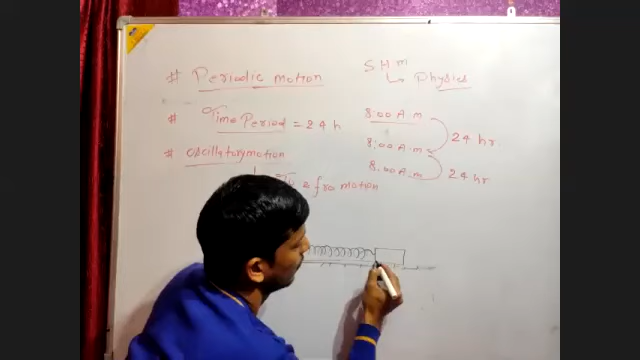 # Periodic motion
SHM
Physics
# Time Period = 24 h
8:00 A.m
8:00 A.m
24 hr.
# oscillatory motion
8:00 A.m
24 hr
& fro motion